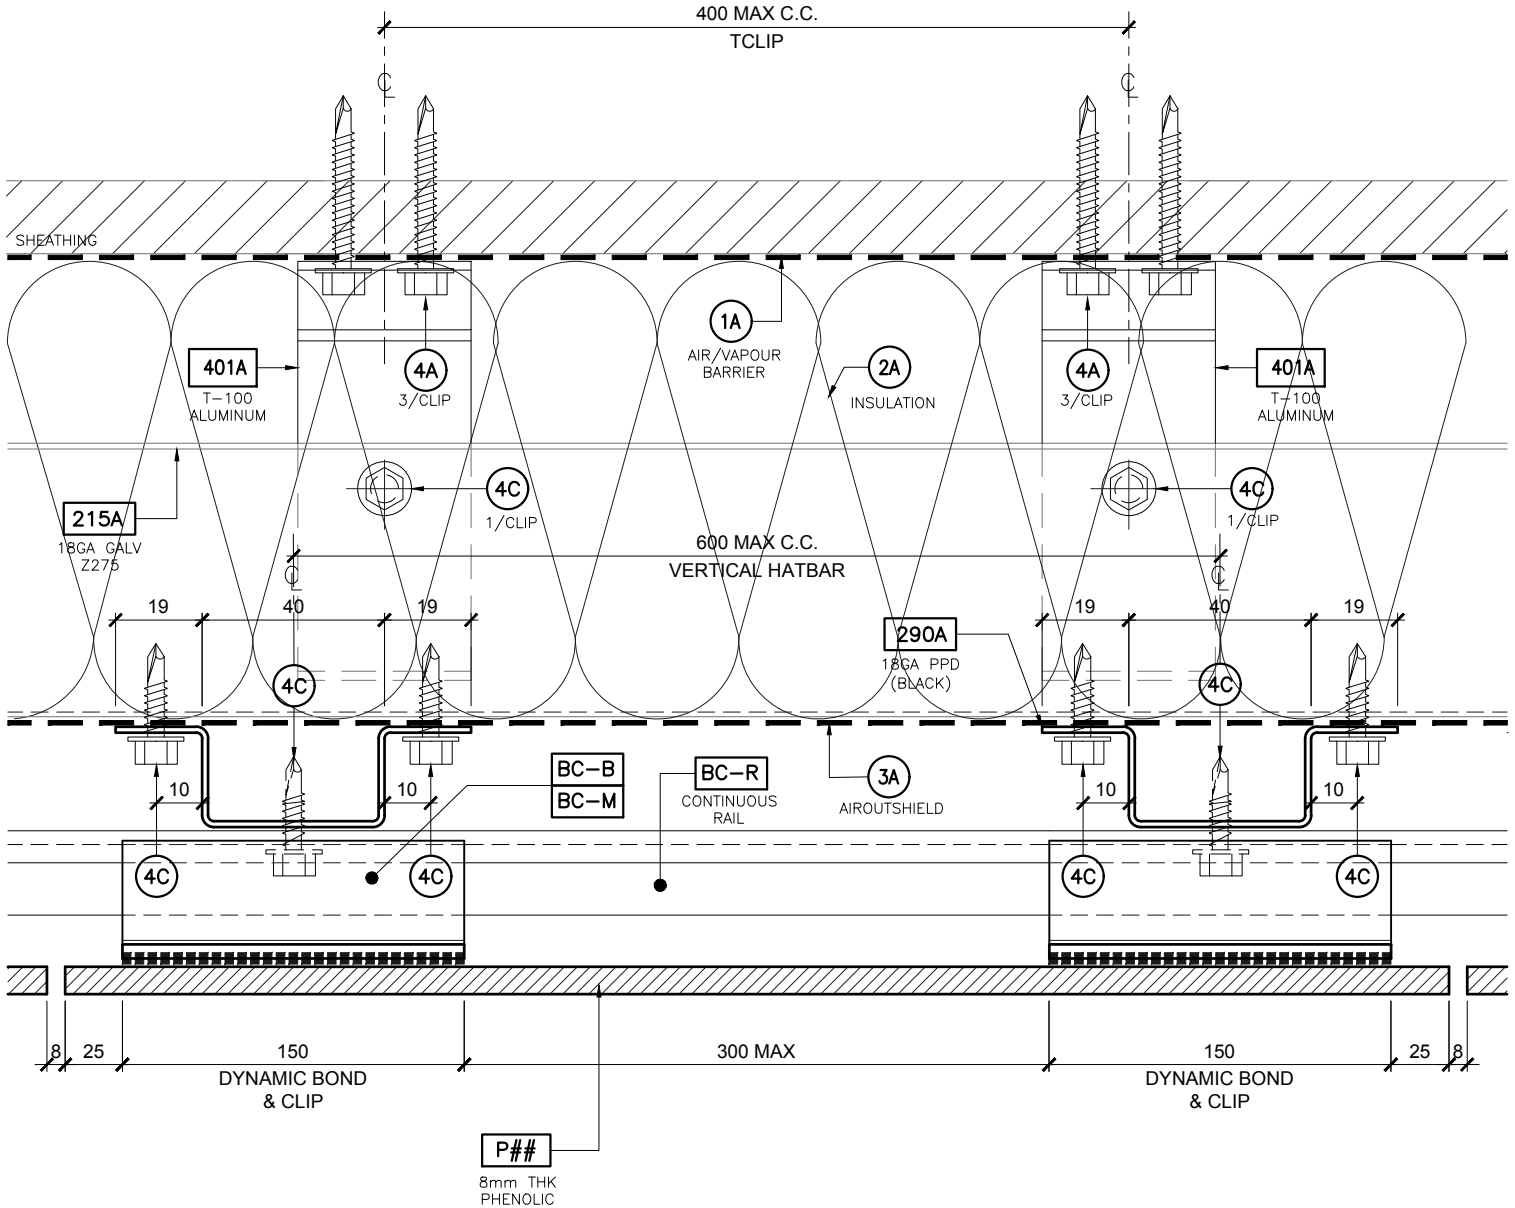 400 MAX C.C.
TCLIP
℄ ℄
SHEATHING
1A
AIR/VAPOUR
BARRIER
401A
T-100
ALUMINUM
4A
3/CLIP
2A
INSULATION
4A
3/CLIP
401A
T-100
ALUMINUM
4C
1/CLIP
4C
1/CLIP
215A
18GA GALV
Z275
600 MAX C.C.
VERTICAL HATBAR
℄ ℄
19 40 19 19 40 19
290A
18GA PPD
(BLACK)
4C 4C
BC-B
BC-M
BC-R
CONTINUOUS
RAIL
3A
AIROUTSHIELD
10 10 10 10
4C 4C 4C 4C
8 25 150 300 MAX 150 25 8
DYNAMIC BOND
& CLIP
DYNAMIC BOND
& CLIP
P##
8mm THK
PHENOLIC